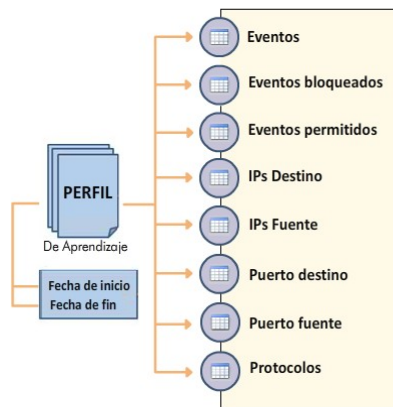 Eventos
Eventos bloqueados
Eventos permitidos
IPs Destino
IPs Fuente
Puerto destino
Puerto fuente
Protocolos
PERFIL
De Aprendizaje
Fecha de inicio
Fecha de fin